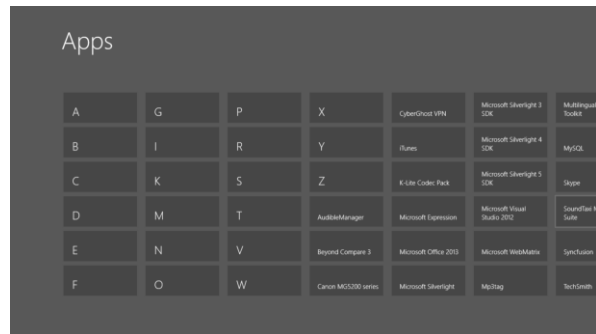 Apps
A
B
C
D
E
F
G
I
K
M
N
O
P
R
S
T
V
W
X
Y
Z
AudibleManager
Beyond Compare 3
Canon MG5200 series
CyberGhost VPN
iTunes
K-Lite Codec Pack
Microsoft Expression
Microsoft Office 2013
Microsoft Silverlight
Microsoft Silverlight 3
SDK
Microsoft Silverlight 4
SDK
Microsoft Silverlight 5
SDK
Microsoft Visual
Studio 2012
Microsoft WebMatrix
Mp3tag
Multilingual
Toolkit
MySQL
Skype
SoundTaxi
Suite
Syncfusion
TechSmith